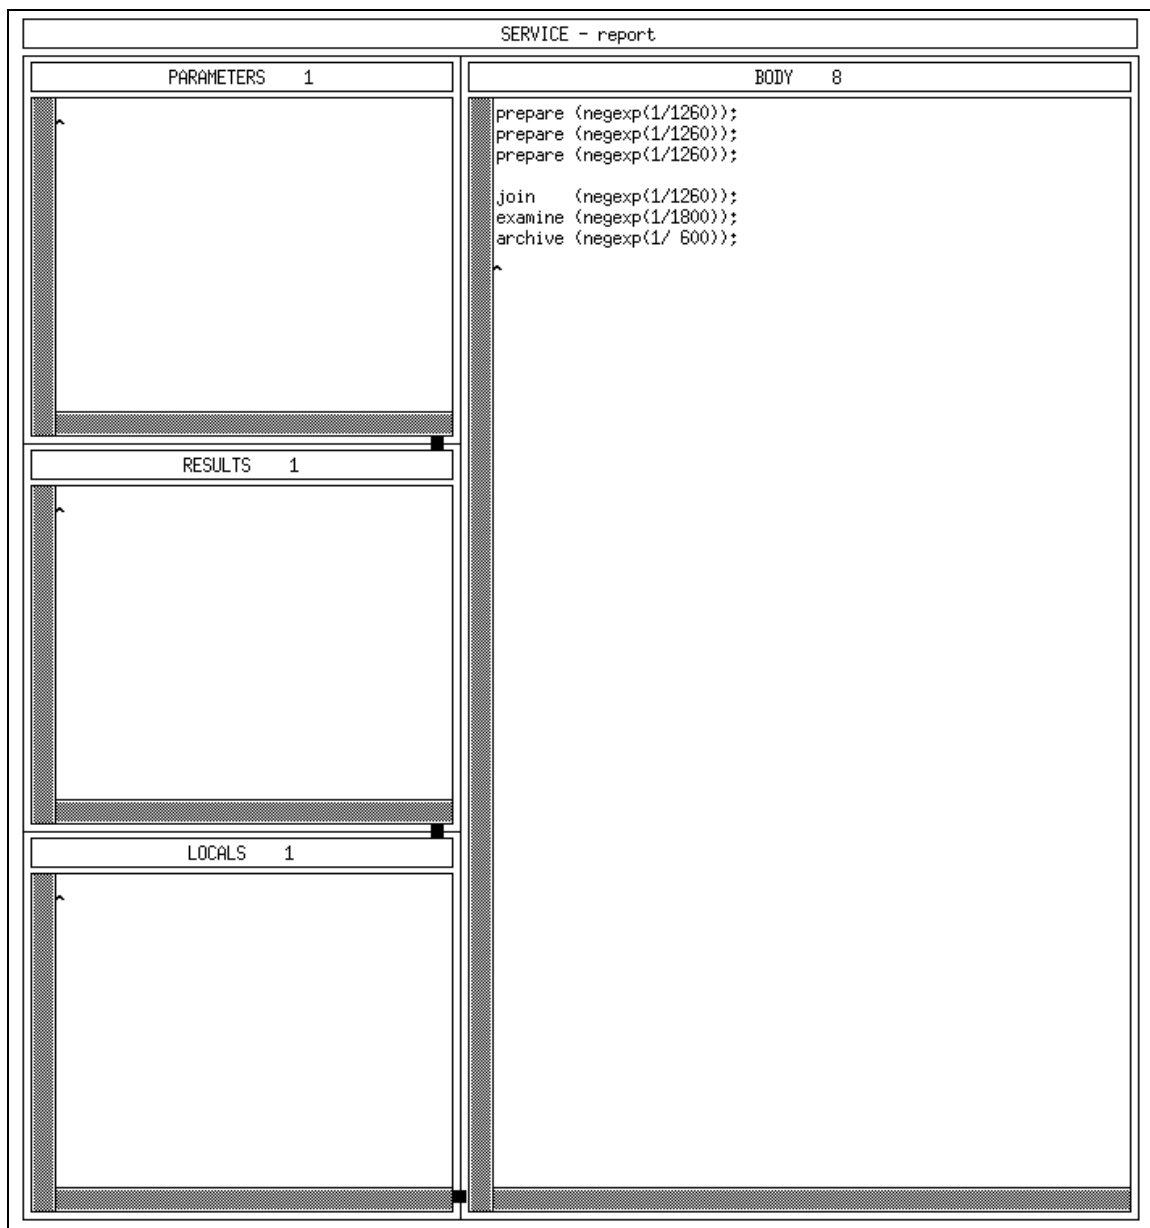 SERVICE - report
PARAMETERS 1
^
RESULTS 1
^
LOCALS 1
^
BODY 8
prepare (negexp(1/1260));
prepare (negexp(1/1260));
prepare (negexp(1/1260));
join    (negexp(1/1260));
examine (negexp(1/1800));
archive (negexp(1/ 600));
^